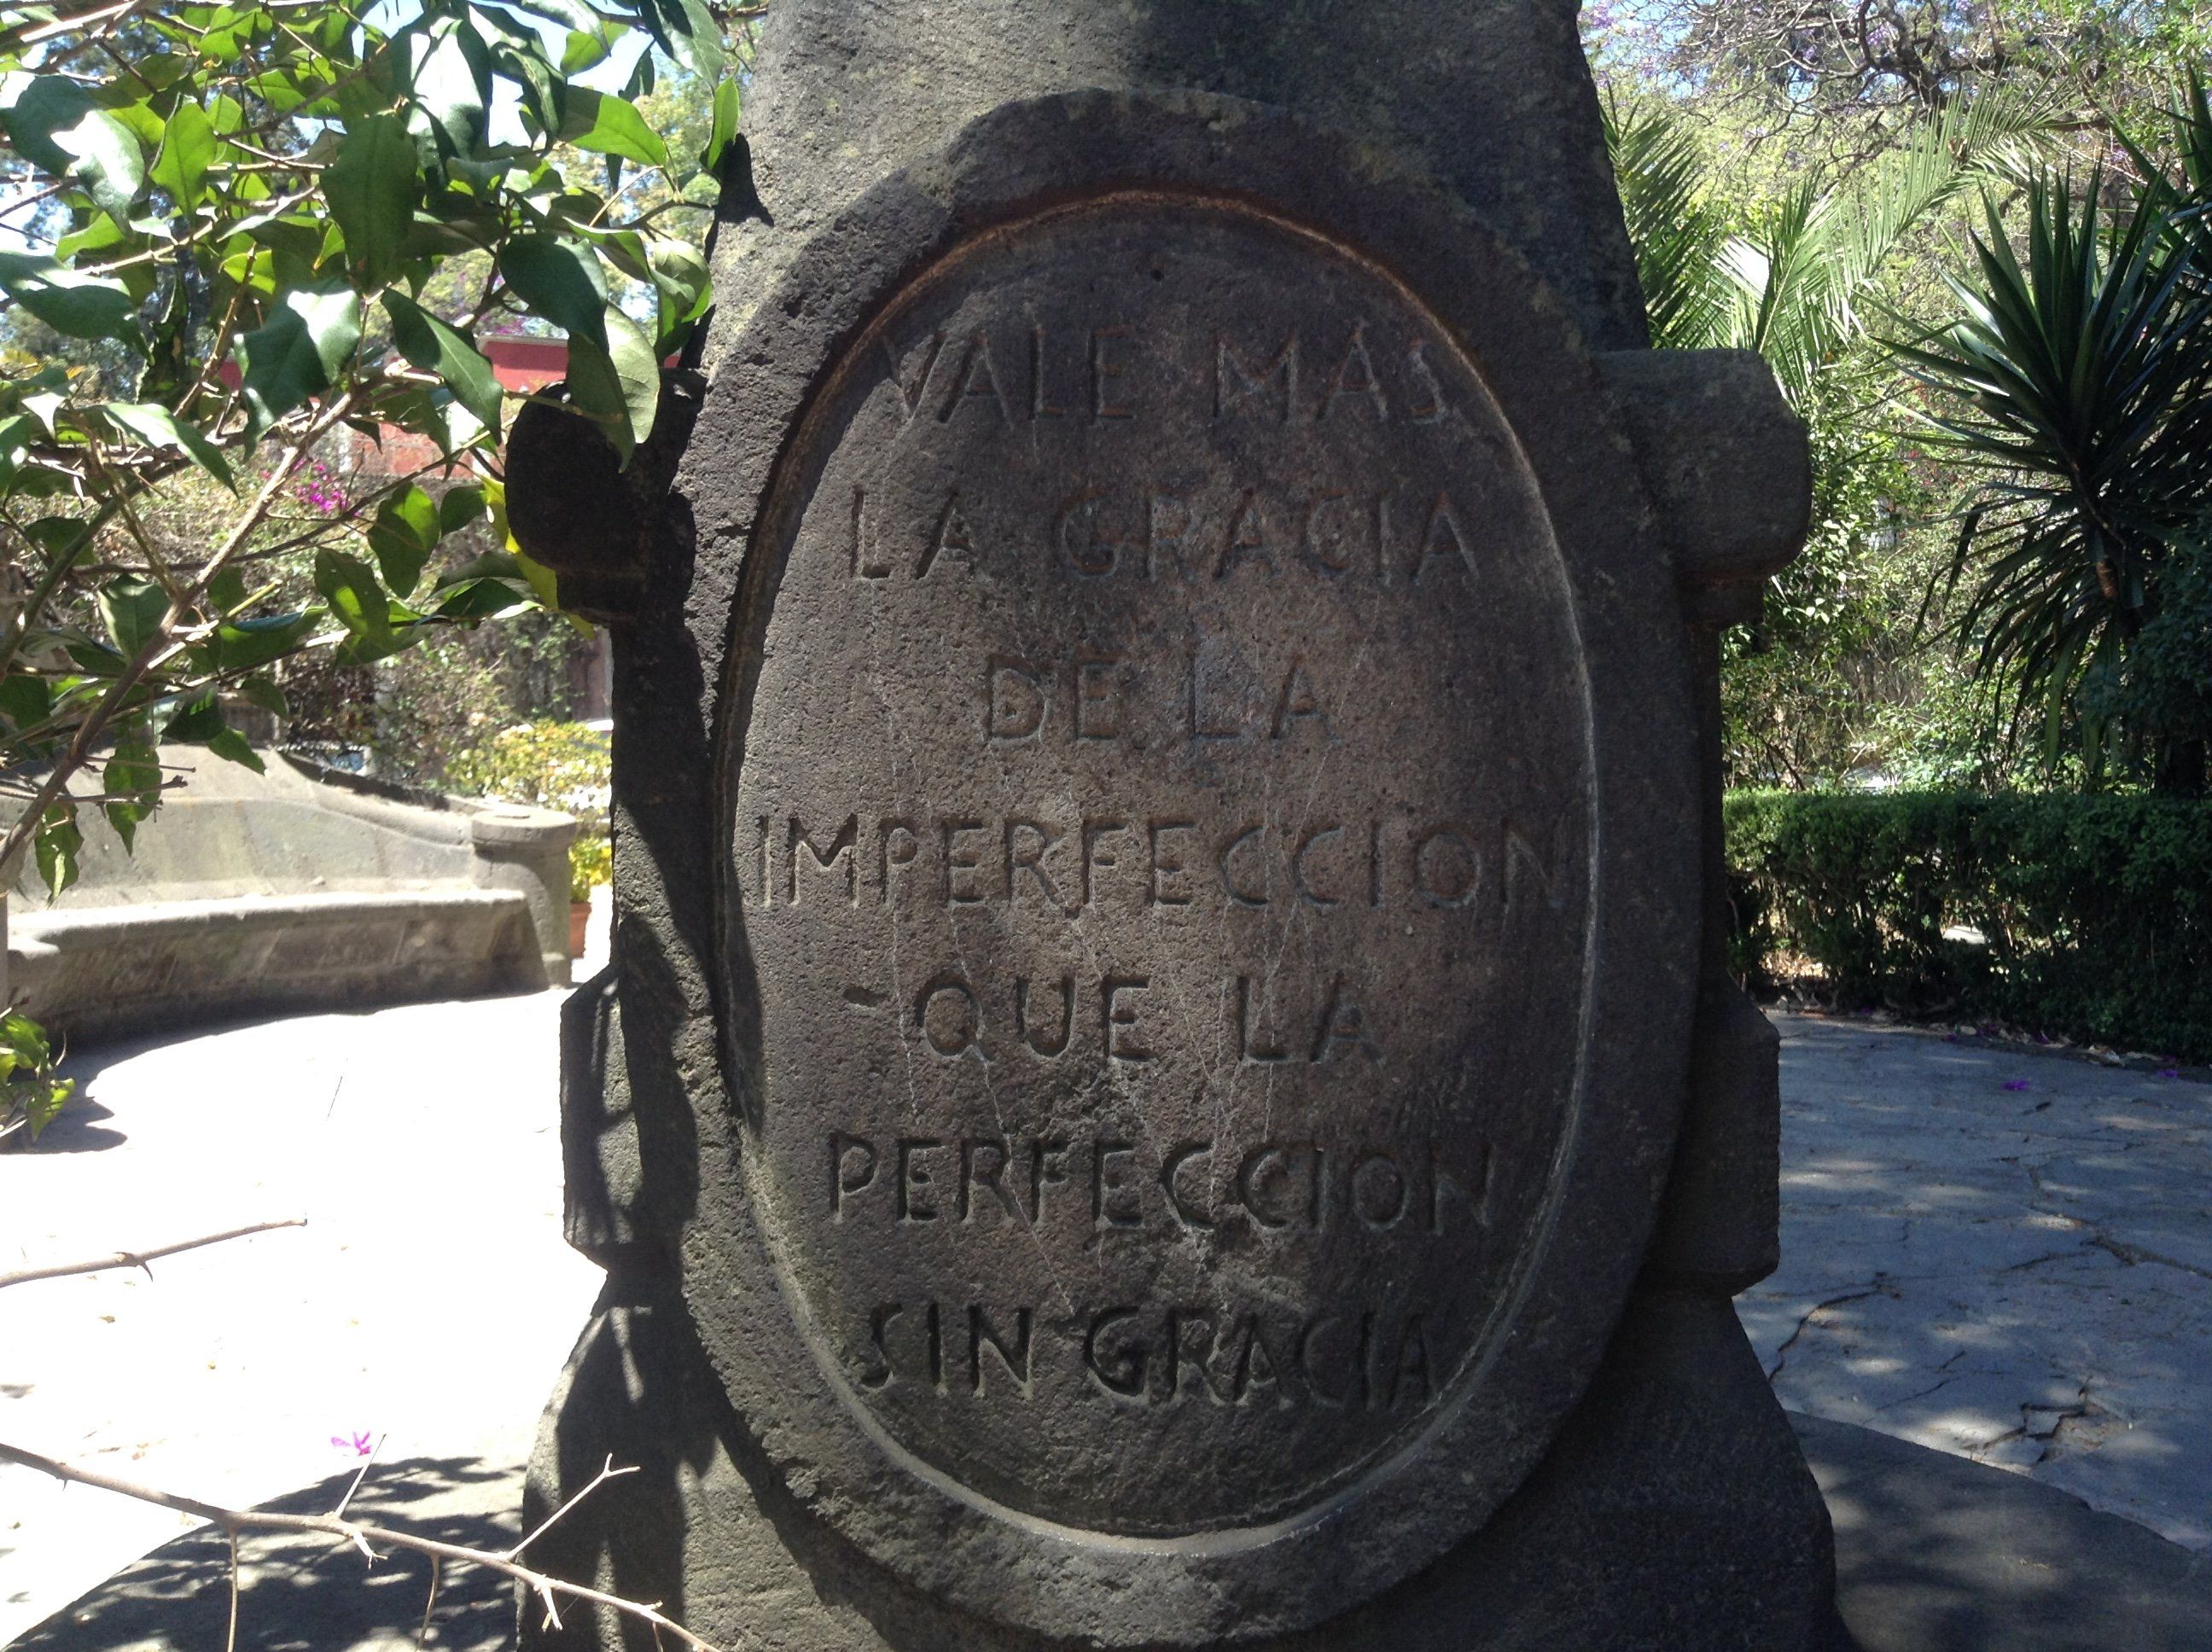 VALE MAS
LA GRACIA
DE LA
IMPERFECCION
QUE LA
PERFECCION
SIN GRACIA